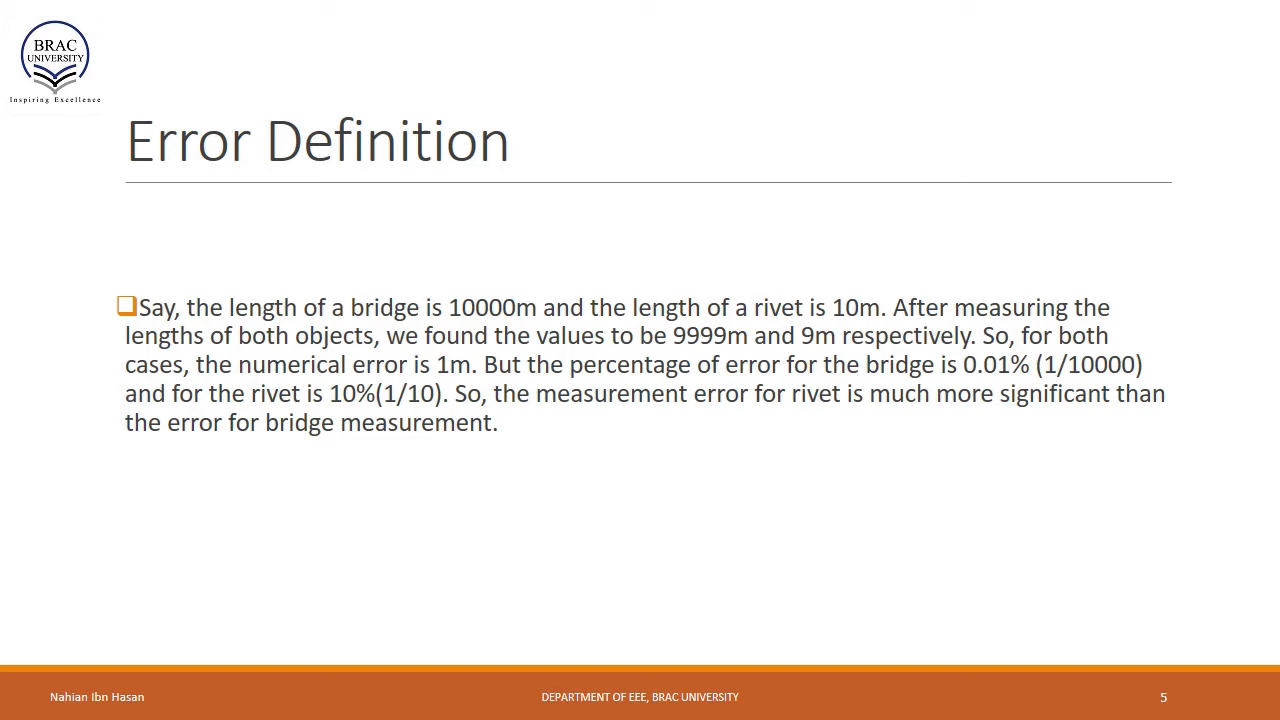 BRAC
UNIVERSITY
Inspiring Excellence
Error Definition
Say, the length of a bridge is 10000m and the length of a rivet is 10m. After measuring the
lengths of both objects, we found the values to be 9999m and 9m respectively. So, for both
cases, the numerical error is 1m. But the percentage of error for the bridge is 0.01% (1/10000)
and for the rivet is 10%(1/10). So, the measurement error for rivet is much more significant than
the error for bridge measurement.
Nahian Ibn Hasan
DEPARTMENT OF EEE, BRAC UNIVERSITY
5